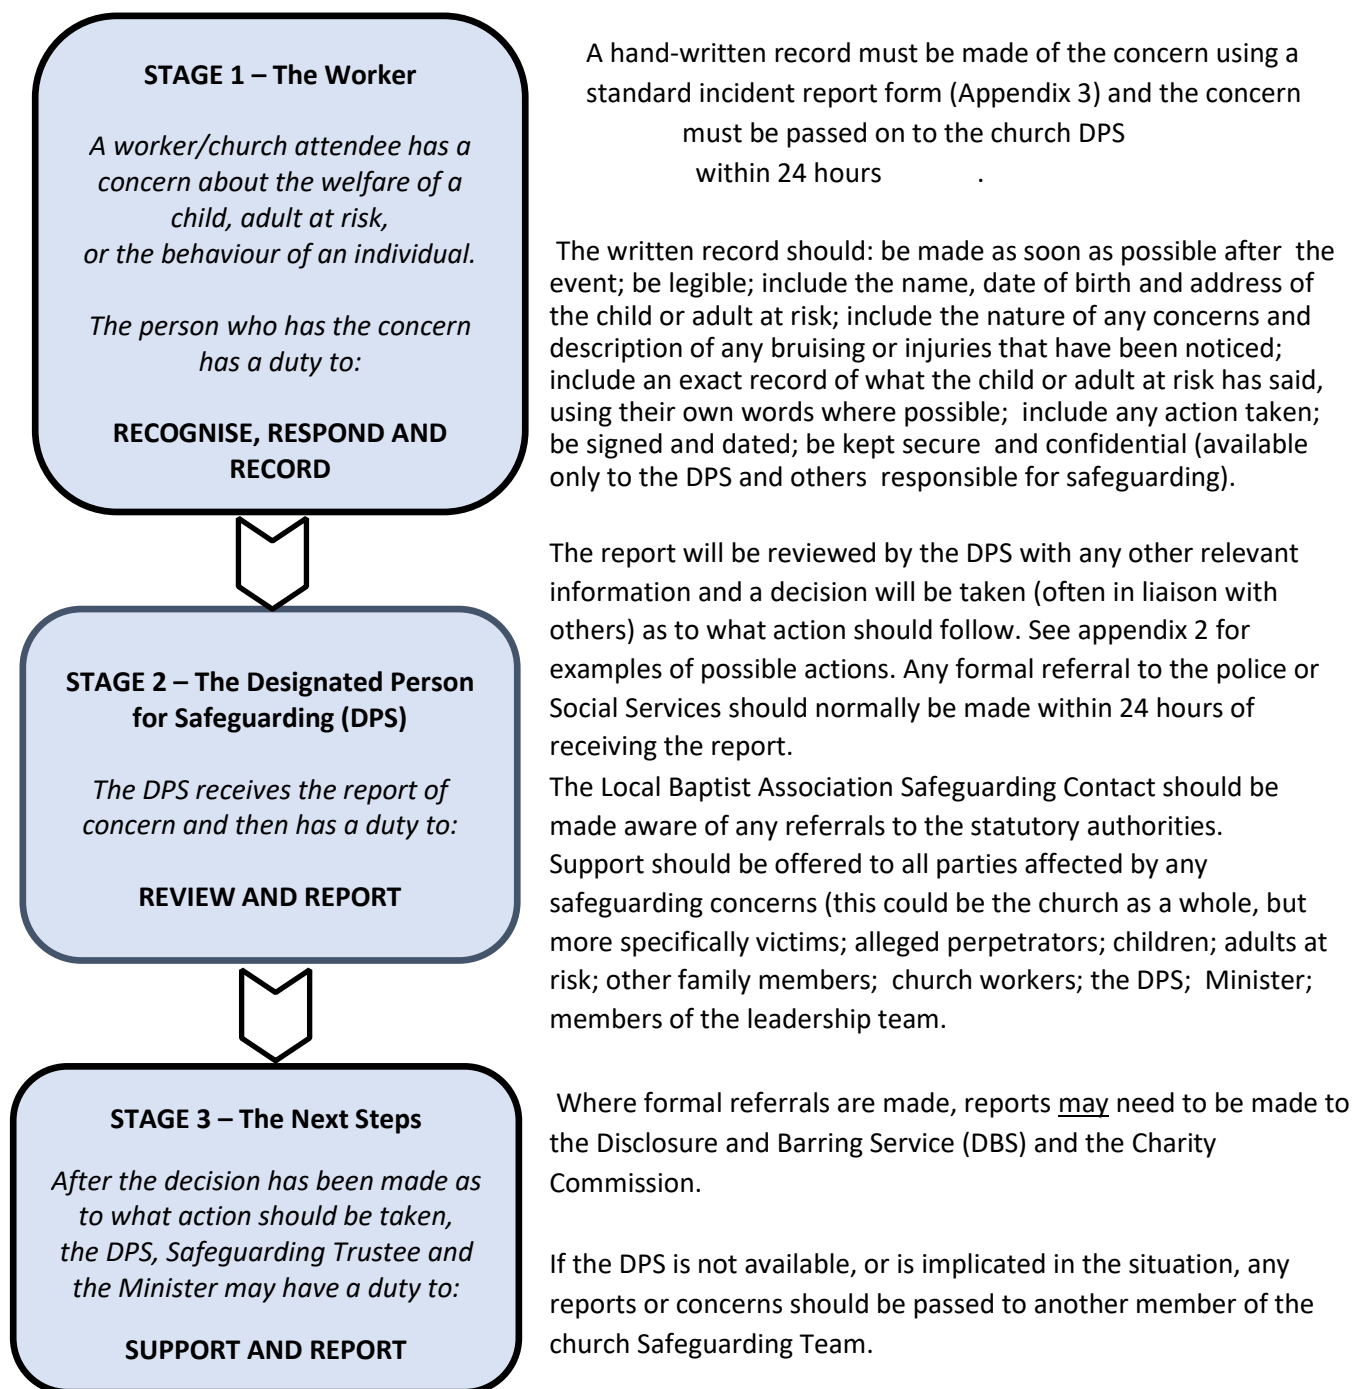 STAGE 1 – The Worker
A worker/church attendee has a
concern about the welfare of a
child, adult at risk,
or the behaviour of an individual.
The person who has the concern
has a duty to:
RECOGNISE, RESPOND AND
RECORD
A hand-written record must be made of the concern using a
standard incident report form (Appendix 3) and the concern
must be passed on to the church DPS
within 24 hours .
The written record should: be made as soon as possible after the
event; be legible; include the name, date of birth and address of
the child or adult at risk; include the nature of any concerns and
description of any bruising or injuries that have been noticed;
include an exact record of what the child or adult at risk has said,
using their own words where possible; include any action taken;
be signed and dated; be kept secure and confidential (available
only to the DPS and others responsible for safeguarding).
STAGE 2 – The Designated Person
for Safeguarding (DPS)
The DPS receives the report of
concern and then has a duty to:
REVIEW AND REPORT
The report will be reviewed by the DPS with any other relevant
information and a decision will be taken (often in liaison with
others) as to what action should follow. See appendix 2 for
examples of possible actions. Any formal referral to the police or
Social Services should normally be made within 24 hours of
receiving the report.
The Local Baptist Association Safeguarding Contact should be
made aware of any referrals to the statutory authorities.
Support should be offered to all parties affected by any
safeguarding concerns (this could be the church as a whole, but
more specifically victims; alleged perpetrators; children; adults at
risk; other family members; church workers; the DPS; Minister;
members of the leadership team.
STAGE 3 – The Next Steps
After the decision has been made as
to what action should be taken,
the DPS, Safeguarding Trustee and
the Minister may have a duty to:
SUPPORT AND REPORT
Where formal referrals are made, reports may need to be made to
the Disclosure and Barring Service (DBS) and the Charity
Commission.
If the DPS is not available, or is implicated in the situation, any
reports or concerns should be passed to another member of the
church Safeguarding Team.